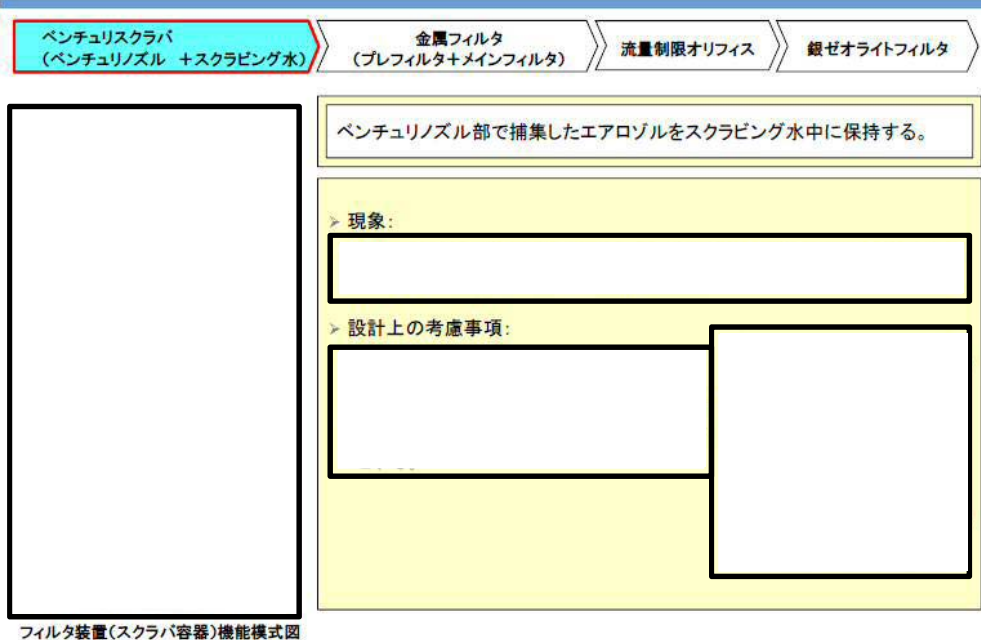 ベンチュリスクラバ
（ベンチュリノズル　＋スクラビング水）
金属フィルタ
（プレフィルタ＋メインフィルタ）
流量制限オリフィス
銀ゼオライトフィルタ
ベンチュリノズル部で捕集したエアロゾルをスクラビング水中に保持する。
➢ 現象：
➢ 設計上の考慮事項：
フィルタ装置（スクラバ容器）機能模式図